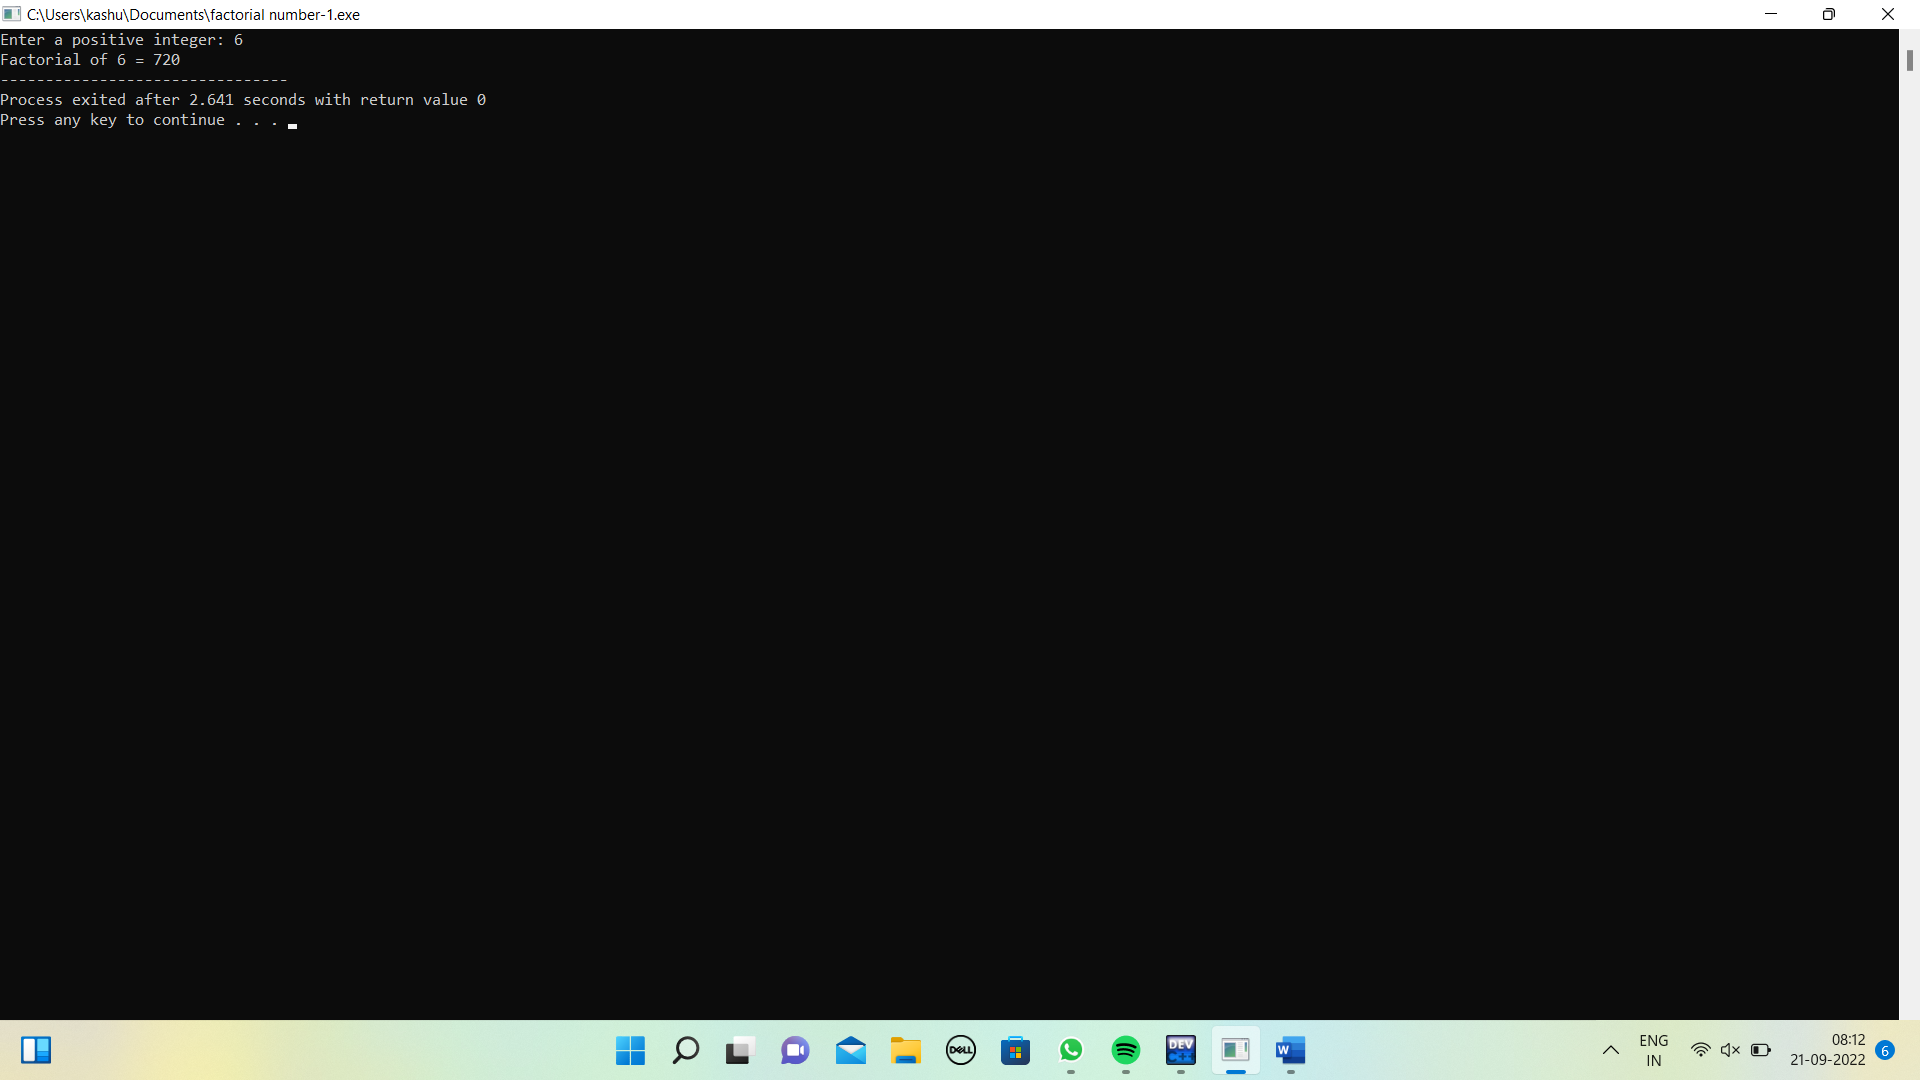 C:\Users\kashu\Documents\factorial number-1.exe
Enter a positive integer: 6
Factorial of 6 = 720
--------------------------------
Process exited after 2.641 seconds with return value 0
Press any key to continue . . .
DELL
DEV
C++
W
ENG
IN
08:12
21-09-2022
6